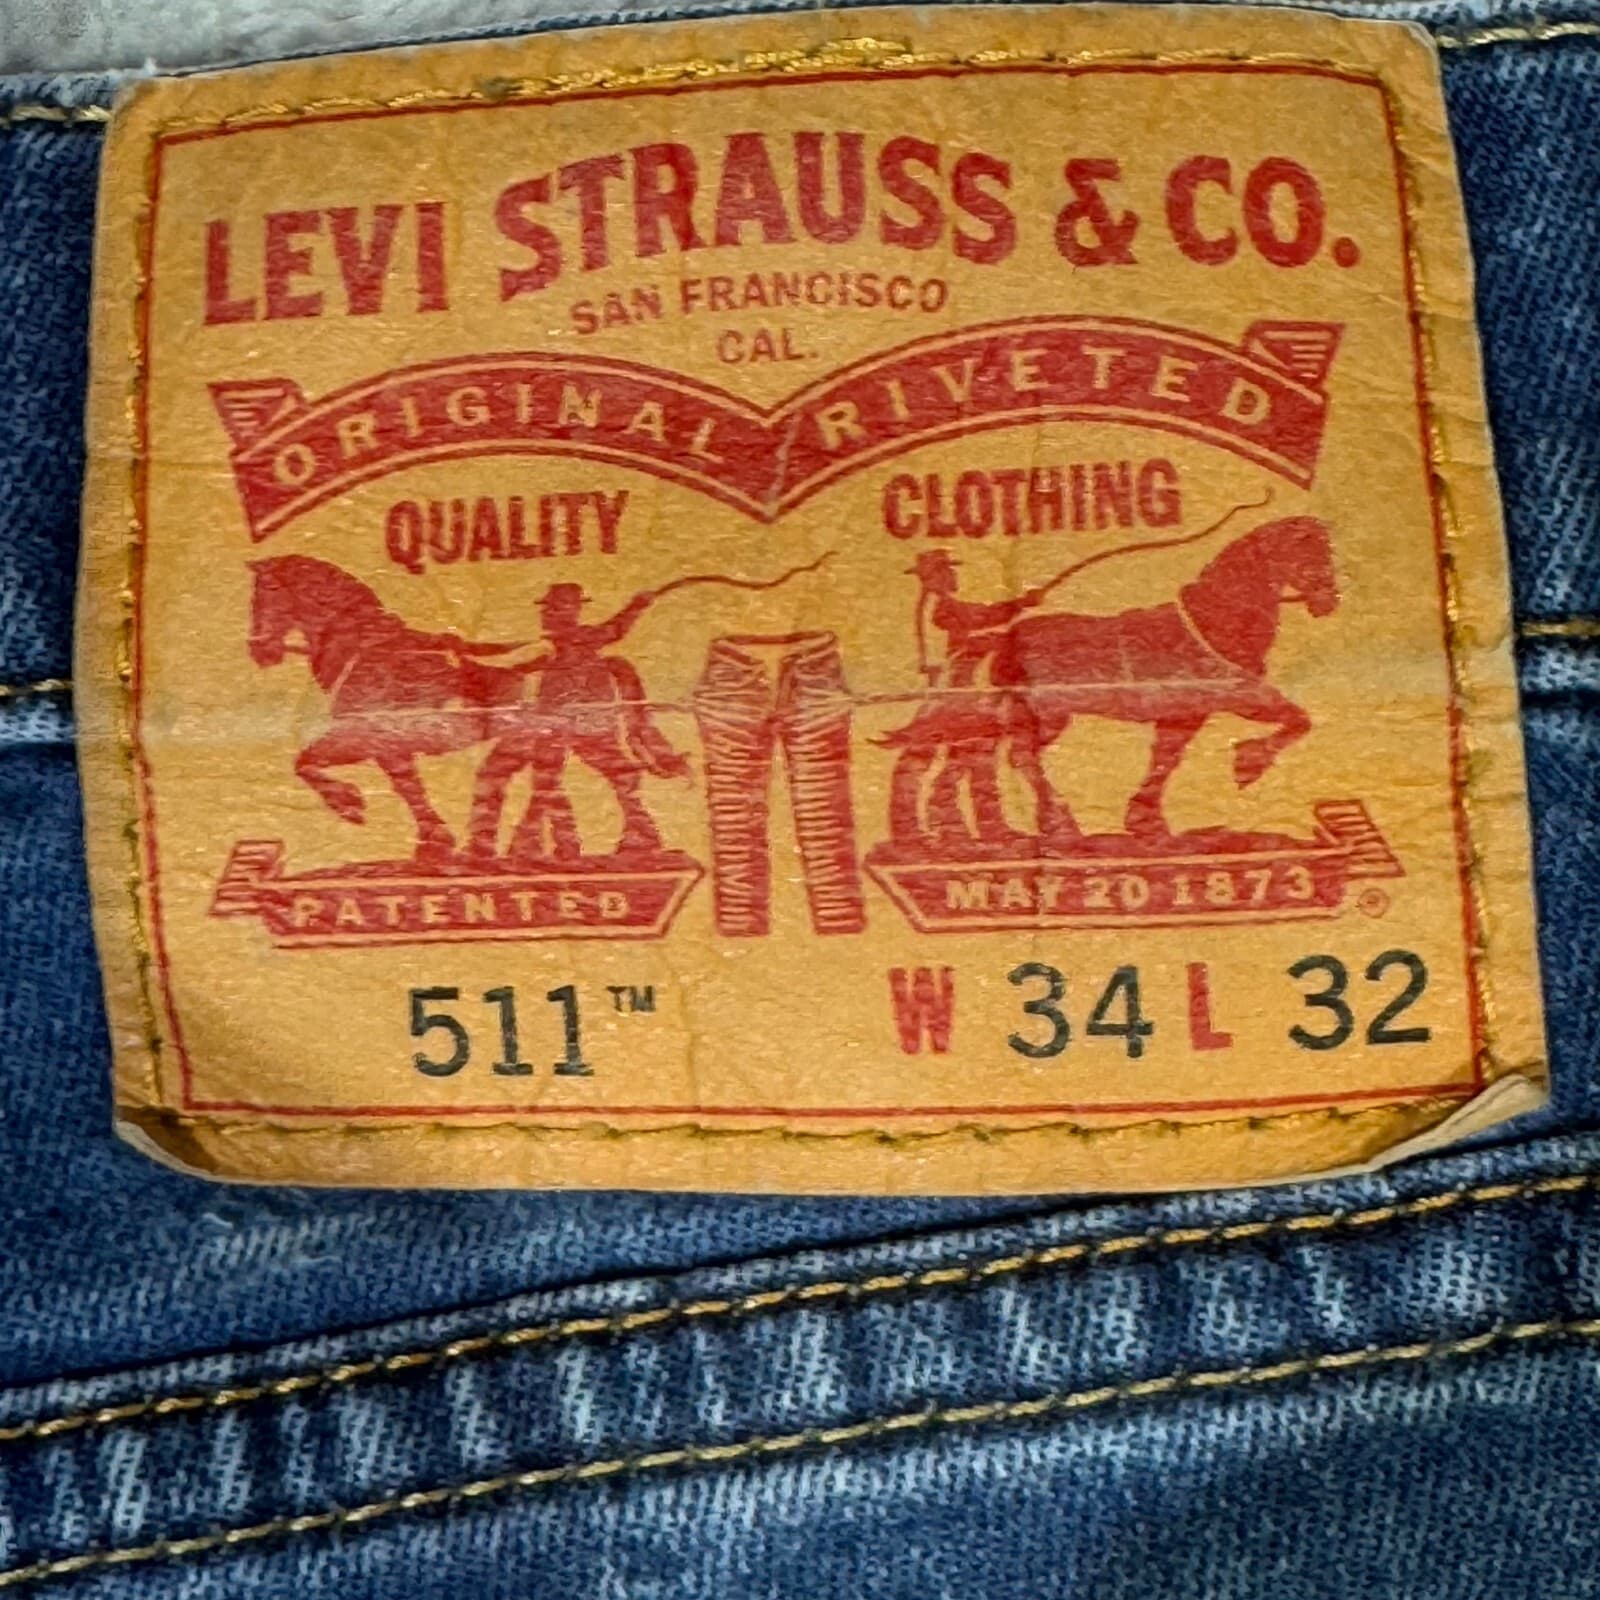 LEVI STRAUSS & CO.
SAN FRANCISCO
CAL.
ORIGINAL RIVETED
QUALITY CLOTHING
PATENTED MAY 20 1873 ®
511™ W 34 L 32